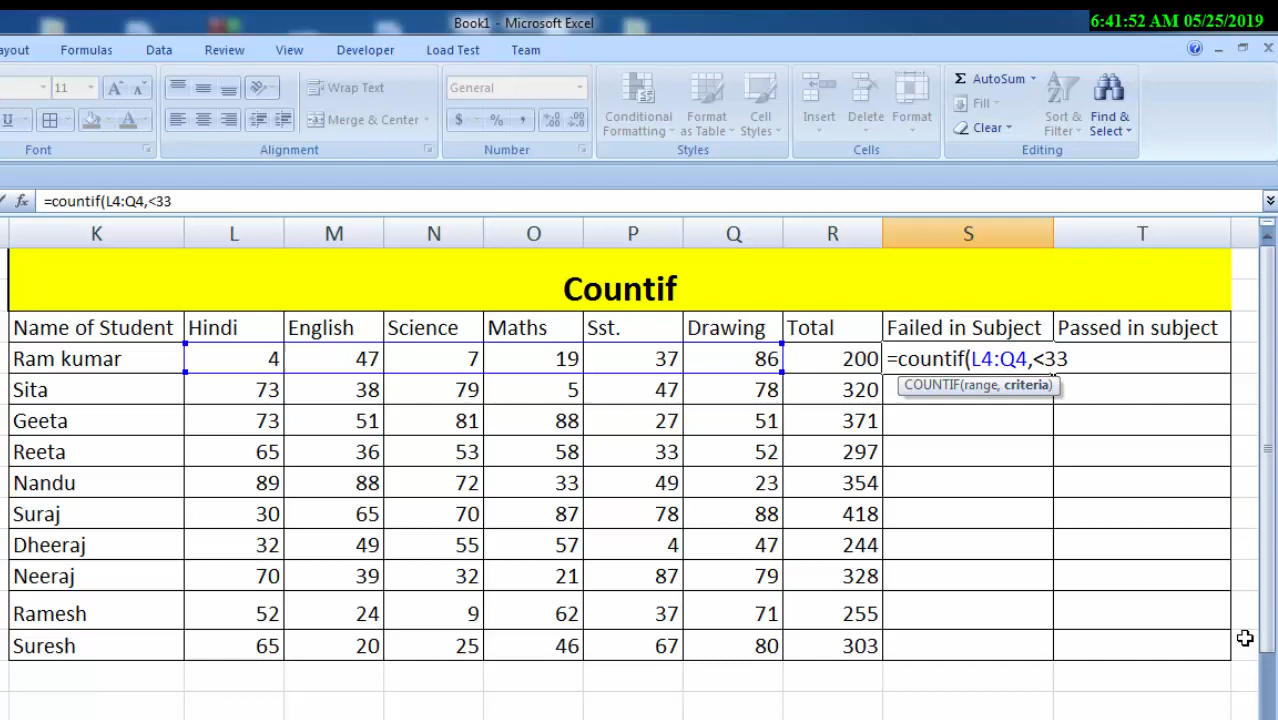 Book1 - Microsoft Excel
6:41:52 AM 05/25/2019
ayout Formulas Data Review View Developer Load Test Team
11 A A Wrap Text General Σ AutoSum
U A Merge & Center $ % , Conditional Formatting Format as Table Cell Styles Insert Delete Format Fill Clear Sort & Filter Find & Select
Font Alignment Number Styles Cells Editing
fx =countif(L4:Q4,<33
K L M N O P Q R S T
Countif
Name of Student Hindi English Science Maths Sst. Drawing Total Failed in Subject Passed in subject
Ram kumar 4 47 7 19 37 86 200 =countif(L4:Q4,<33
COUNTIF(range, criteria)
Sita 73 38 79 5 47 78 320
Geeta 73 51 81 88 27 51 371
Reeta 65 36 53 58 33 52 297
Nandu 89 88 72 33 49 23 354
Suraj 30 65 70 87 78 88 418
Dheeraj 32 49 55 57 4 47 244
Neeraj 70 39 32 21 87 79 328
Ramesh 52 24 9 62 37 71 255
Suresh 65 20 25 46 67 80 303